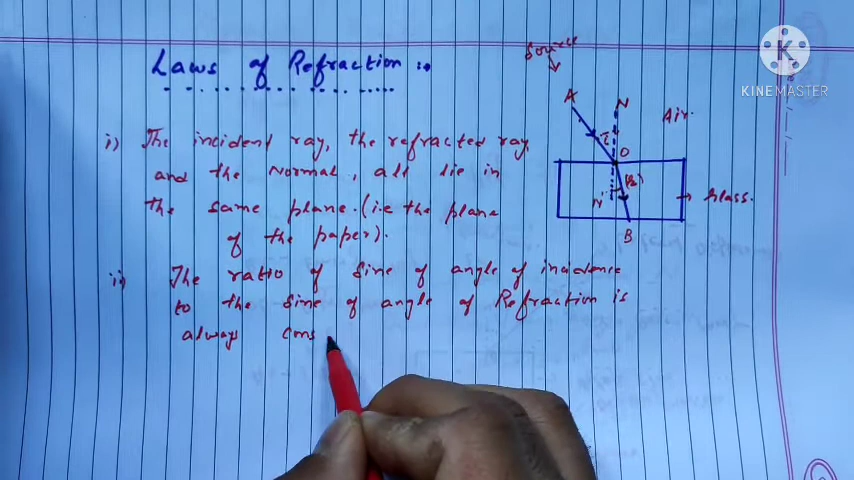 Laws of Refraction :.
i) The incident ray, the refracted ray,
and the Normal, all lie in
the same plane. (i.e the plane
of the paper).
ii) The ratio of sine of angle of incidence
to the sine of angle of Refraction is
always cons
Source
A
N
Air.
i
O
(r)
N'
Glass.
B
K
KINEMASTER